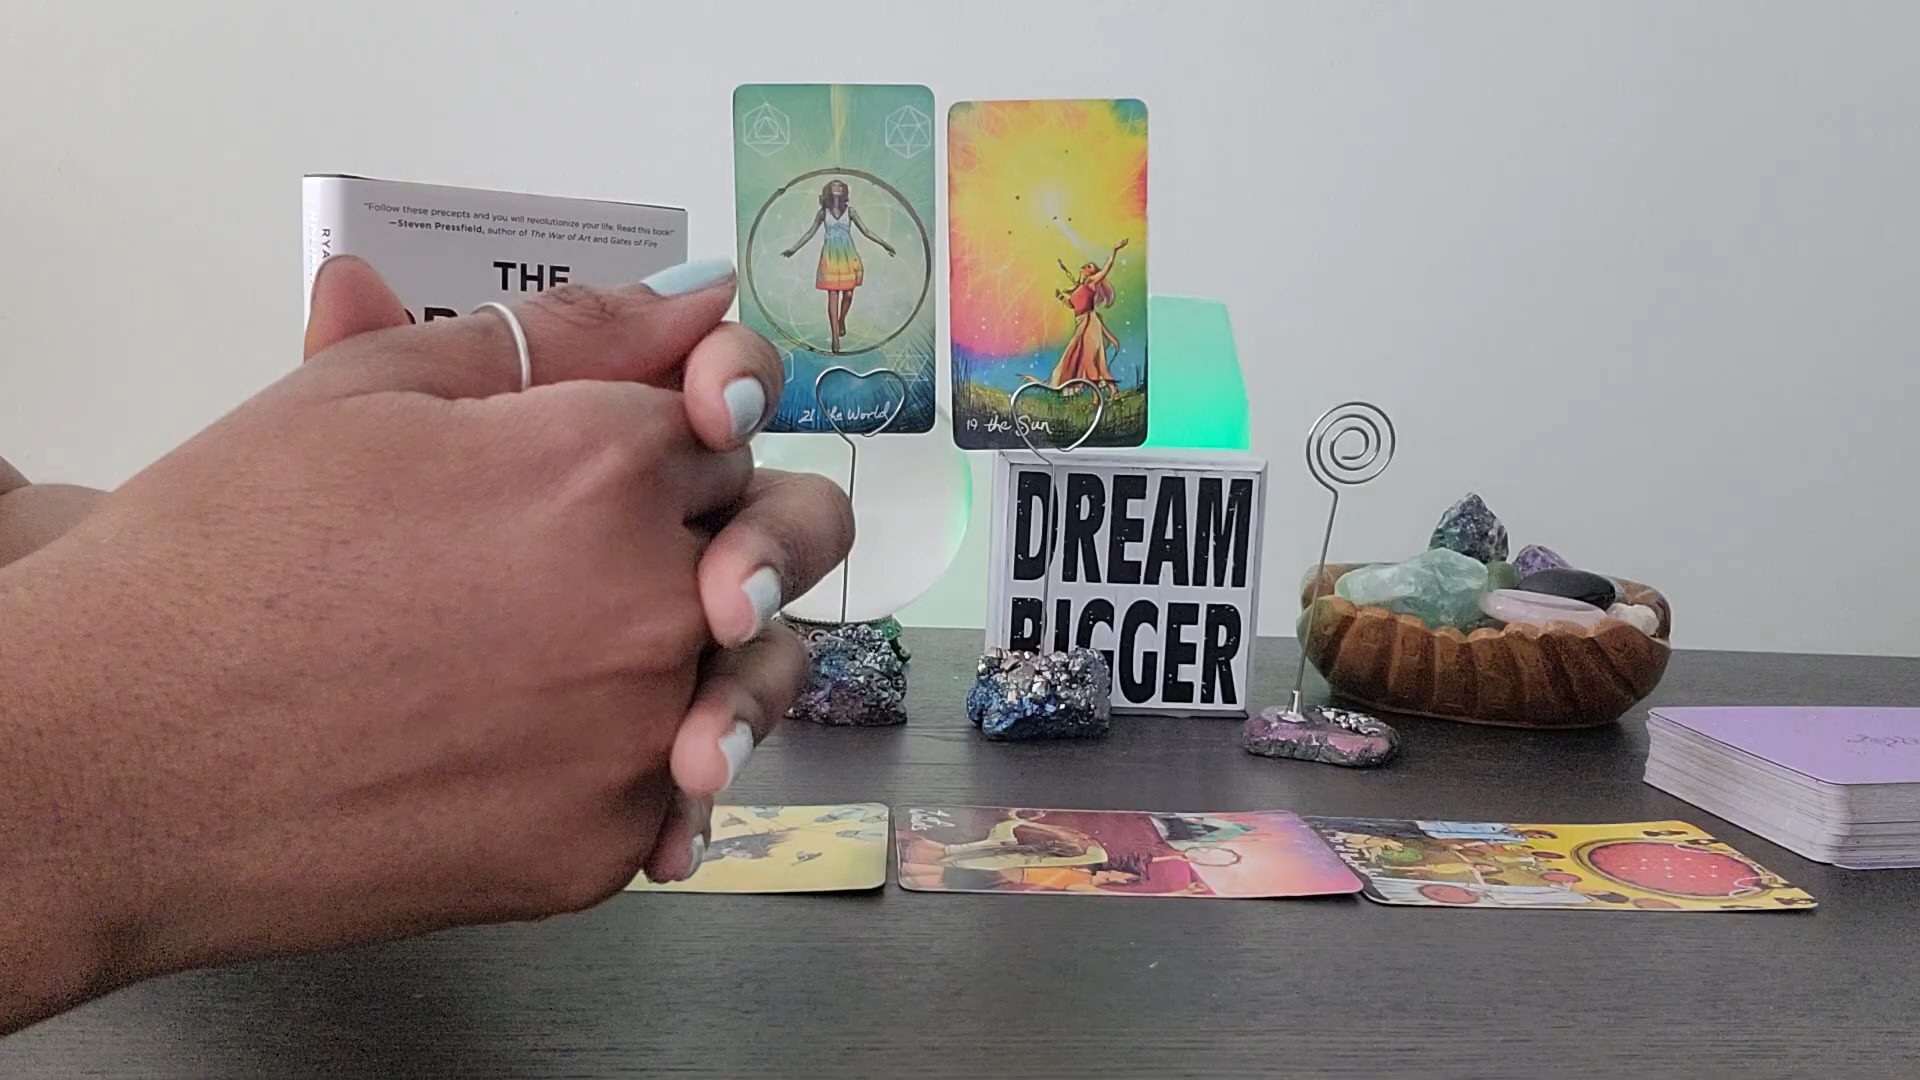 "Follow these precepts and you will revolutionize your life. Read this book!"
—Steven Pressfield, author of The War of Art and Gates of Fire
THE
RYA
21 the World
19 the Sun
DREAM
BIGGER